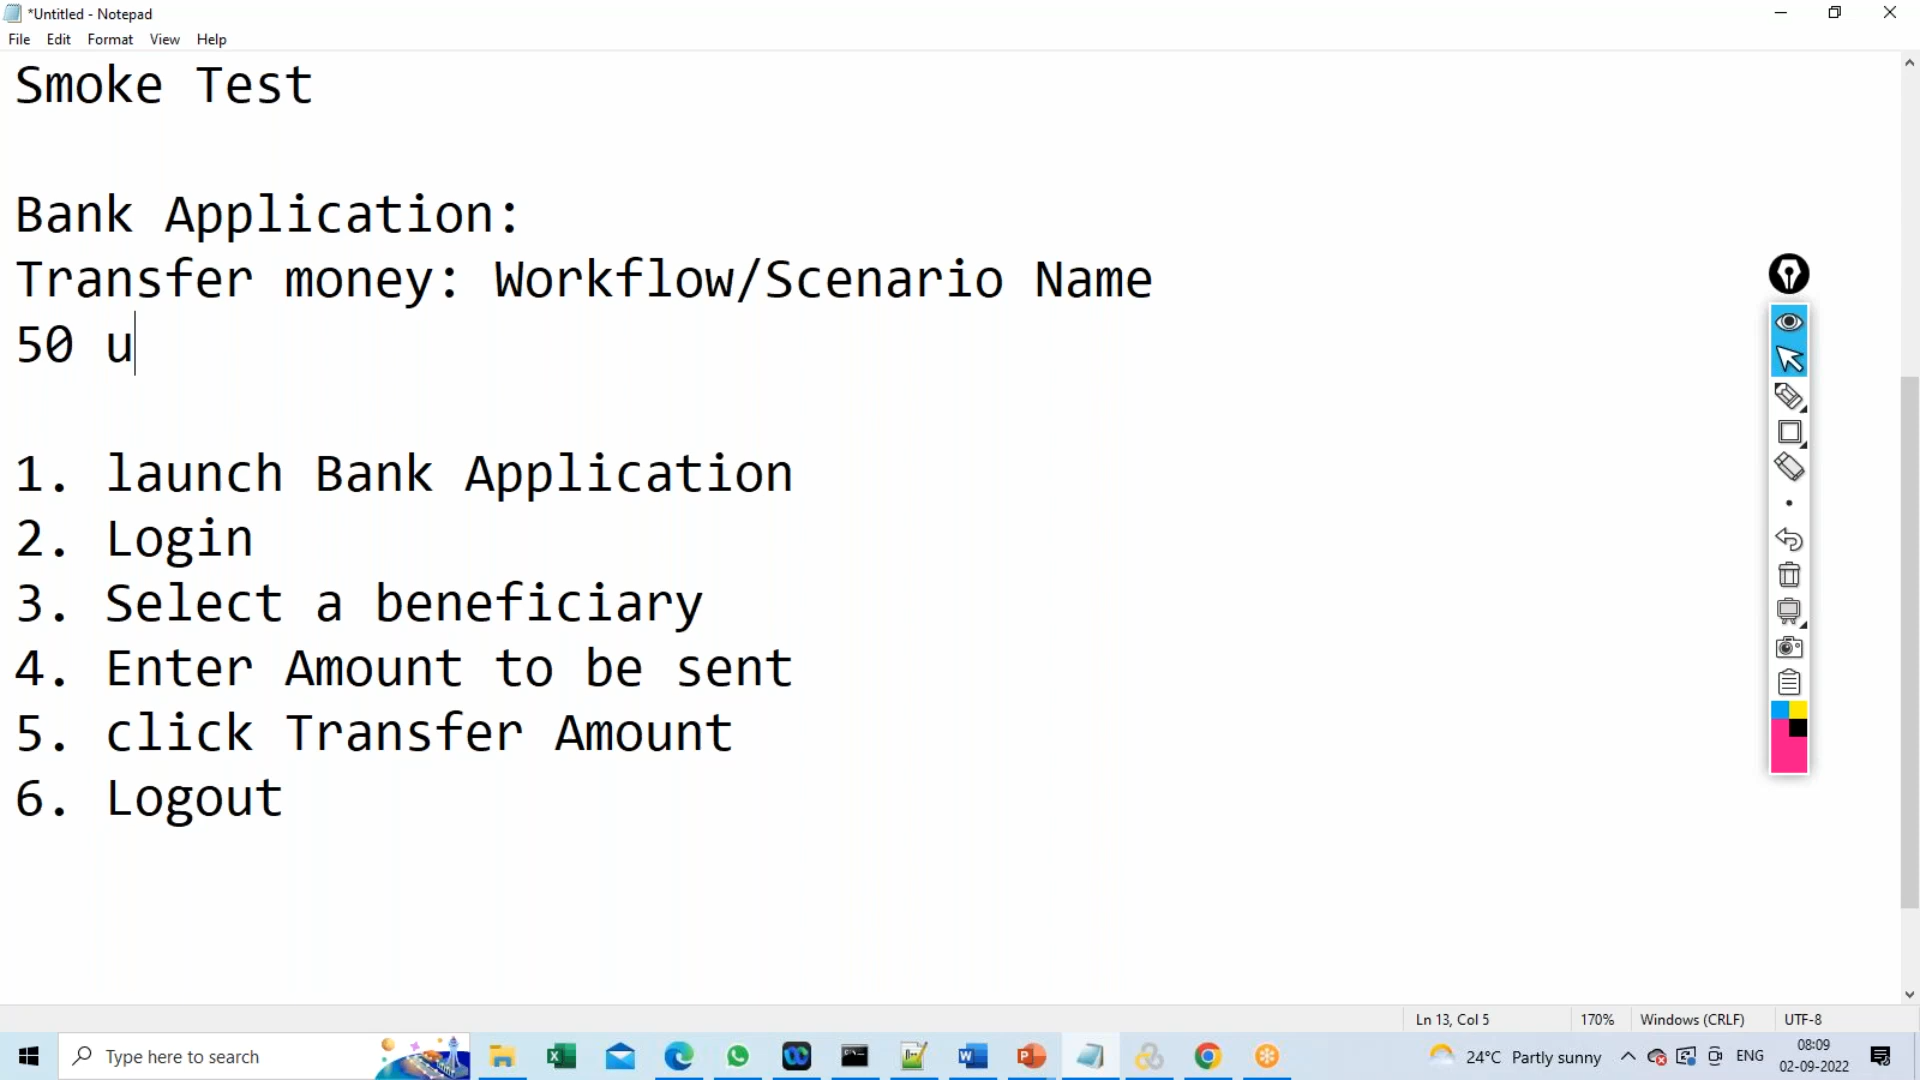 *Untitled - Notepad
File Edit Format View Help
Smoke Test
Bank Application:
Transfer money: Workflow/Scenario Name
50 u
1. launch Bank Application
2. Login
3. Select a beneficiary
4. Enter Amount to be sent
5. click Transfer Amount
6. Logout
Ln 13, Col 5 170% Windows (CRLF) UTF-8
Type here to search
24°C Partly sunny
ENG
08:09
02-09-2022